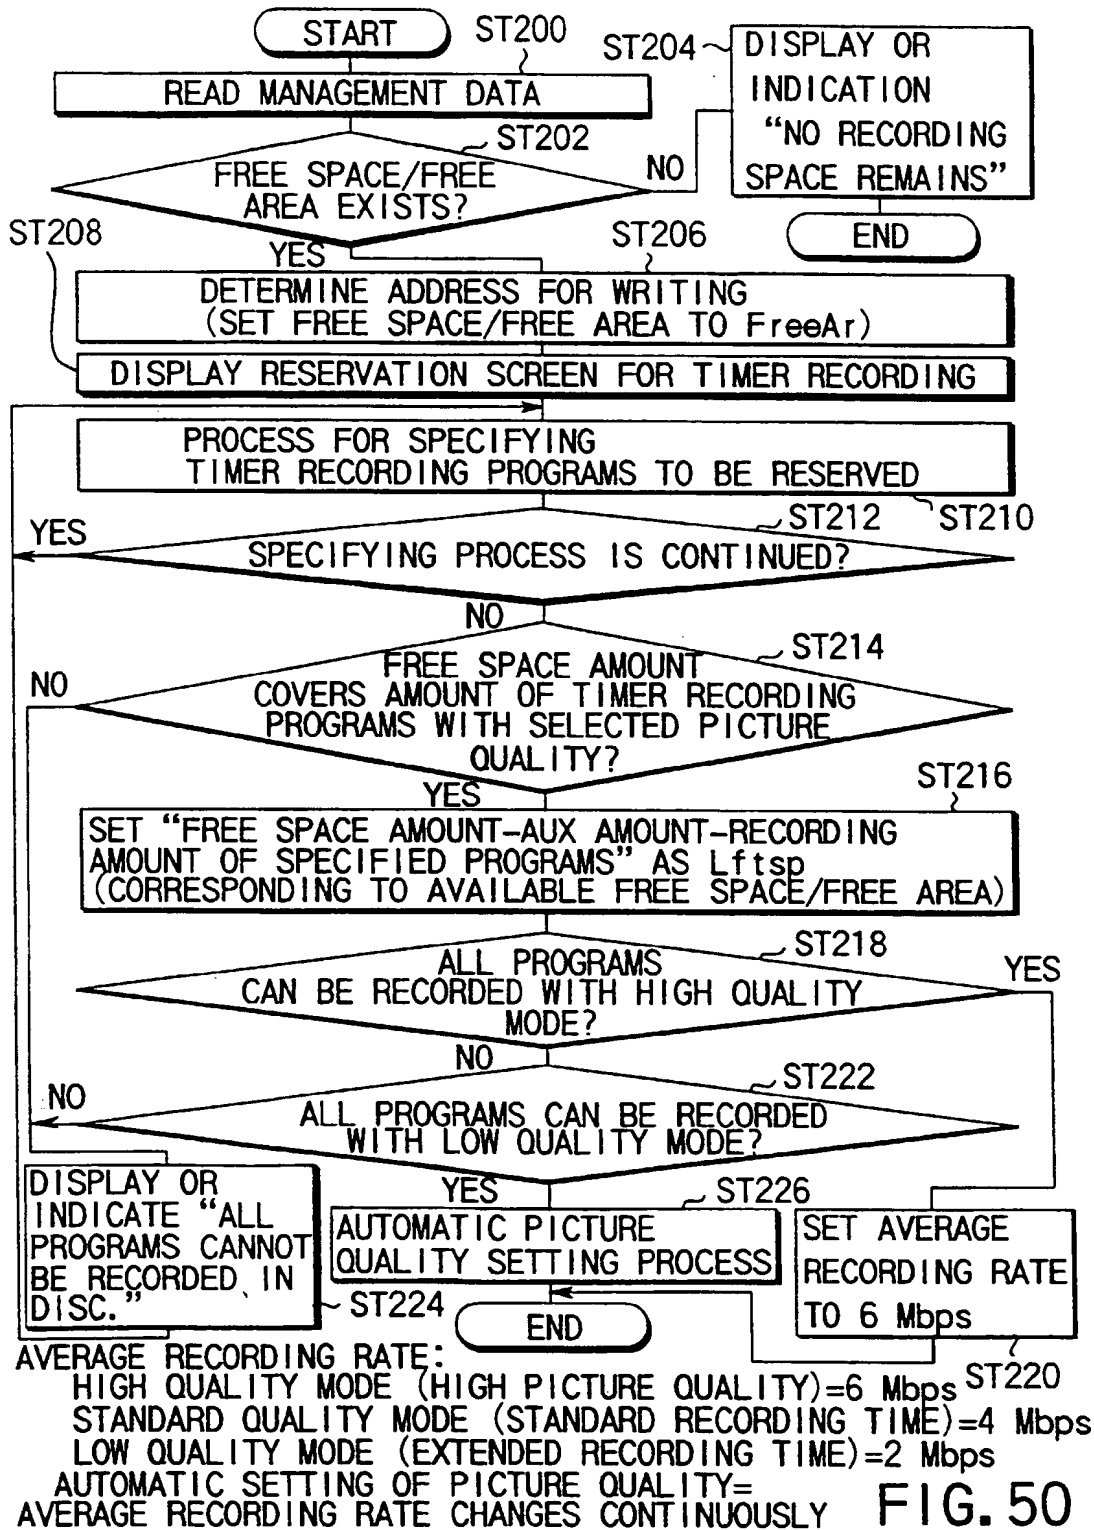 START
ST200
READ MANAGEMENT DATA
ST202
FREE SPACE/FREE
AREA EXISTS?
NO
ST204
DISPLAY OR
INDICATION
“NO RECORDING
SPACE REMAINS”
END
YES
ST206
DETERMINE ADDRESS FOR WRITING
(SET FREE SPACE/FREE AREA TO FreeAr)
ST208
DISPLAY RESERVATION SCREEN FOR TIMER RECORDING
PROCESS FOR SPECIFYING
TIMER RECORDING PROGRAMS TO BE RESERVED
ST210
ST212
YES
SPECIFYING PROCESS IS CONTINUED?
NO
ST214
NO
FREE SPACE AMOUNT
COVERS AMOUNT OF TIMER RECORDING
PROGRAMS WITH SELECTED PICTURE
QUALITY?
YES
ST216
SET “FREE SPACE AMOUNT-AUX AMOUNT-RECORDING
AMOUNT OF SPECIFIED PROGRAMS” AS Lftsp
(CORRESPONDING TO AVAILABLE FREE SPACE/FREE AREA)
ST218
ALL PROGRAMS
CAN BE RECORDED WITH HIGH QUALITY
MODE?
YES
NO
ST222
NO
ALL PROGRAMS CAN BE RECORDED
WITH LOW QUALITY MODE?
YES
DISPLAY OR
INDICATE “ALL
PROGRAMS CANNOT
BE RECORDED IN
DISC.”
ST224
ST226
AUTOMATIC PICTURE
QUALITY SETTING PROCESS
END
SET AVERAGE
RECORDING RATE
TO 6 Mbps
ST220
AVERAGE RECORDING RATE:
HIGH QUALITY MODE (HIGH PICTURE QUALITY)=6 Mbps
STANDARD QUALITY MODE (STANDARD RECORDING TIME)=4 Mbps
LOW QUALITY MODE (EXTENDED RECORDING TIME)=2 Mbps
AUTOMATIC SETTING OF PICTURE QUALITY=
AVERAGE RECORDING RATE CHANGES CONTINUOUSLY
FIG. 50